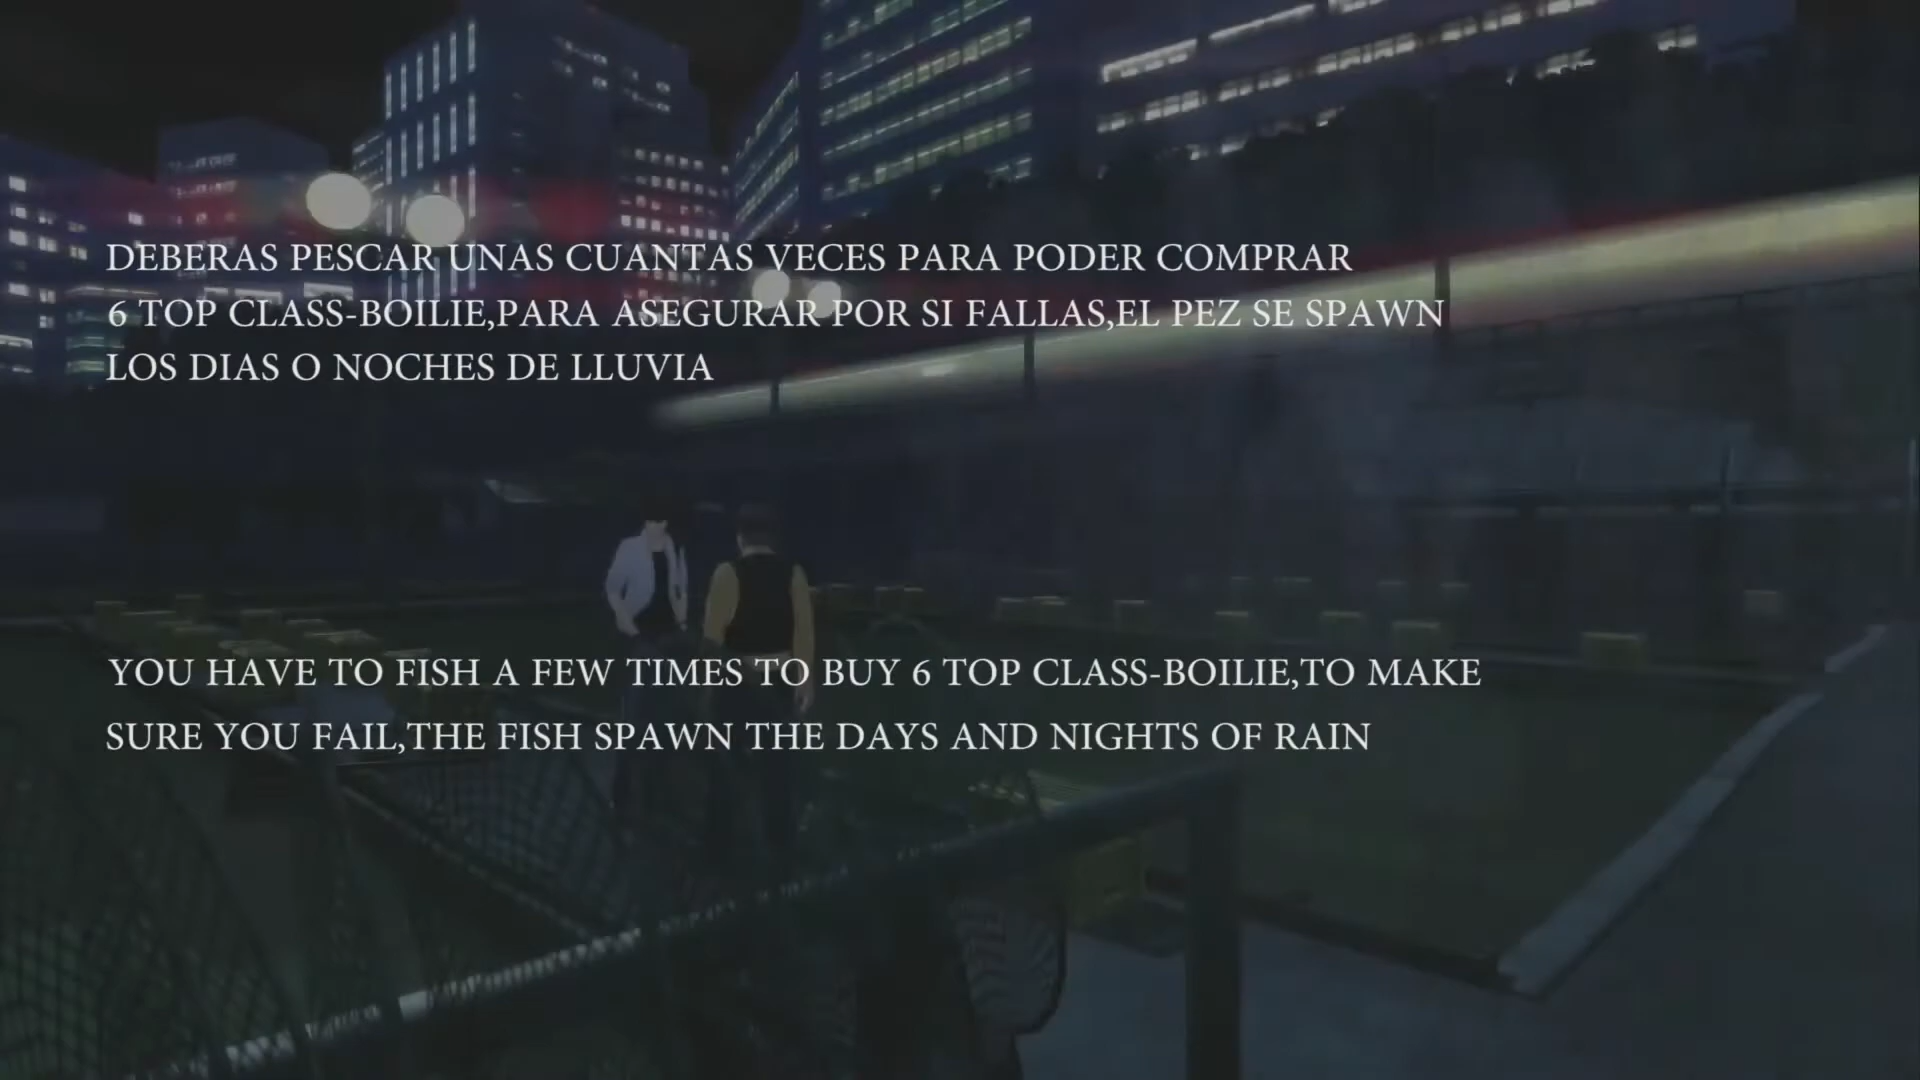 DEBERAS PESCAR UNAS CUANTAS VECES PARA PODER COMPRAR
6 TOP CLASS-BOILIE,PARA ASEGURAR POR SI FALLAS,EL PEZ SE SPAWN
LOS DIAS O NOCHES DE LLUVIA
YOU HAVE TO FISH A FEW TIMES TO BUY 6 TOP CLASS-BOILIE,TO MAKE
SURE YOU FAIL,THE FISH SPAWN THE DAYS AND NIGHTS OF RAIN